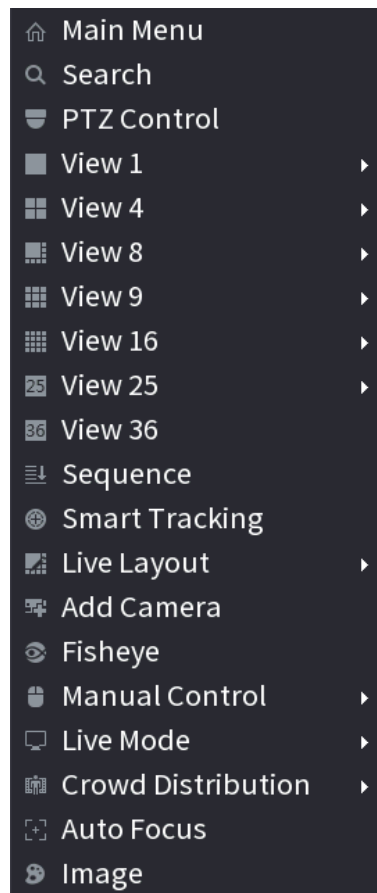 Main Menu
Search
PTZ Control
View 1
View 4
View 8
View 9
View 16
25 View 25
36 View 36
Sequence
Smart Tracking
Live Layout
Add Camera
Fisheye
Manual Control
Live Mode
Crowd Distribution
Auto Focus
Image